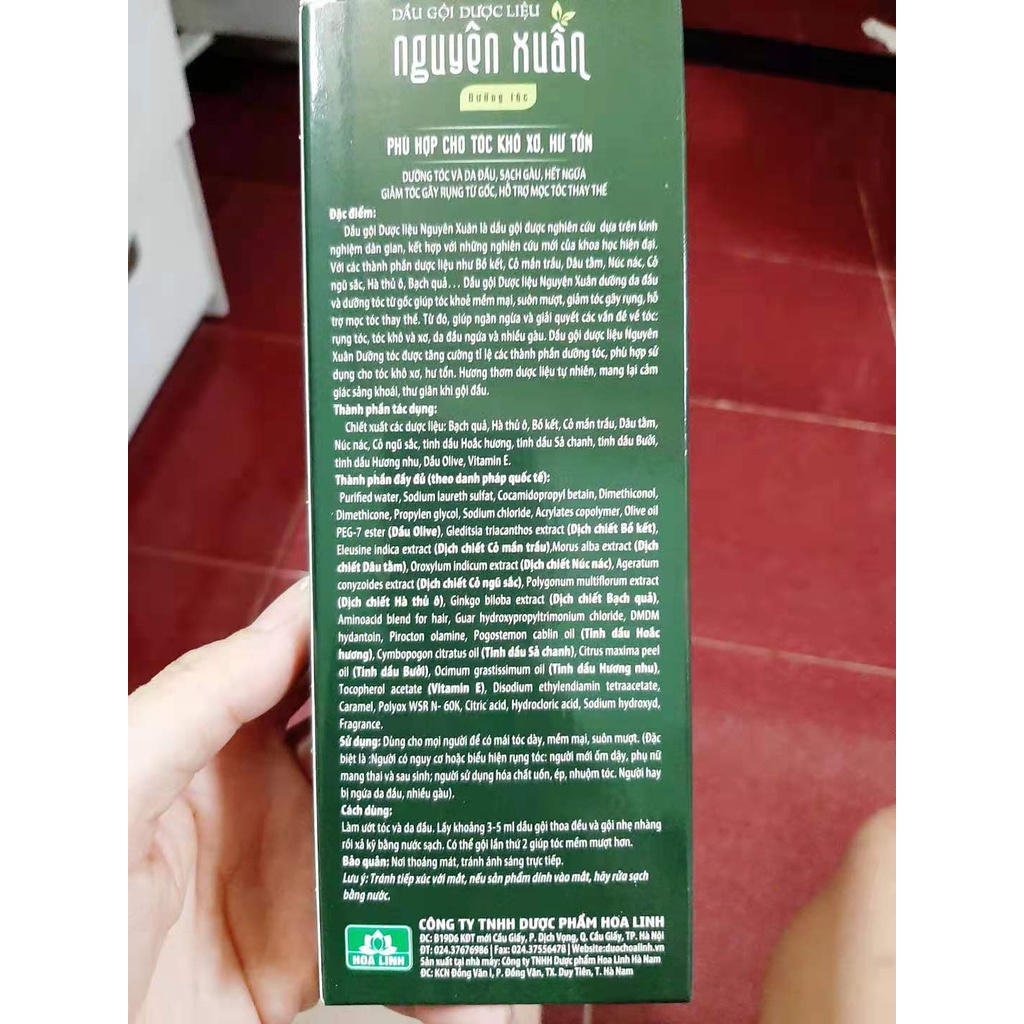 DẦU GỘI DƯỢC LIỆU
nguyên xuân
Dưỡng tóc
PHÙ HỢP CHO TÓC KHÔ XƠ, HƯ TỔN
DƯỠNG TÓC VÀ DA ĐẦU, SẠCH GÀU, HẾT NGỨA
GIẢM TÓC GÃY RỤNG TỪ GỐC, HỖ TRỢ MỌC TÓC THAY THẾ
Đặc điểm:
Dầu gội Dược liệu Nguyên Xuân là dầu gội được nghiên cứu dựa trên kinh
nghiệm dân gian, kết hợp với những nghiên cứu mới của khoa học hiện đại.
Với các thành phần dược liệu như Bồ kết, Cỏ mần trầu, Dâu tằm, Núc nác, Cỏ
ngũ sắc, Hà thủ ô, Bạch quả... Dầu gội Dược liệu Nguyên Xuân dưỡng da đầu
và dưỡng tóc từ gốc giúp tóc khoẻ mềm mại, suôn mượt, giảm tóc gãy rụng, hỗ
trợ mọc tóc thay thế. Từ đó, giúp ngăn ngừa và giải quyết các vấn đề về tóc:
rụng tóc, tóc khô và xơ, da đầu ngứa và nhiều gàu. Dầu gội dược liệu Nguyên
Xuân Dưỡng tóc được tăng cường tỉ lệ các thành phần dưỡng tóc, phù hợp sử
dụng cho tóc khô xơ, hư tổn. Hương thơm dược liệu tự nhiên, mang lại cảm
giác sảng khoái, thư giãn khi gội đầu.
Thành phần tác dụng:
Chiết xuất các dược liệu: Bạch quả, Hà thủ ô, Bồ kết, Cỏ mần trầu, Dâu tằm,
Núc nác, Cỏ ngũ sắc, tinh dầu Hoắc hương, tinh dầu Sả chanh, tinh dầu Bưởi,
tinh dầu Hương nhu, Dầu Olive, Vitamin E.
Thành phần đầy đủ (theo danh pháp quốc tế):
Purified water, Sodium laureth sulfat, Cocamidopropyl betain, Dimethiconol,
Dimethicone, Propylen glycol, Sodium chloride, Acrylates copolymer, Olive oil
PEG-7 ester (Dầu Olive), Gleditsia triacanthos extract (Dịch chiết Bồ kết),
Eleusine indica extract (Dịch chiết Cỏ mần trầu),Morus alba extract (Dịch
chiết Dâu tằm), Oroxylum indicum extract (Dịch chiết Núc nác), Ageratum
conyzoides extract (Dịch chiết Cỏ ngũ sắc), Polygonum multiflorum extract
(Dịch chiết Hà thủ ô), Ginkgo biloba extract (Dịch chiết Bạch quả),
Aminoacid blend for hair, Guar hydroxypropyltrimonium chloride, DMDM
hydantoin, Pirocton olamine, Pogostemon cablin oil (Tinh dầu Hoắc
hương), Cymbopogon citratus oil (Tinh dầu Sả chanh), Citrus maxima peel
oil (Tinh dầu Bưởi), Ocimum grastissimum oil (Tinh dầu Hương nhu),
Tocopherol acetate (Vitamin E), Disodium ethylendiamin tetraacetate,
Caramel, Polyox WSR N- 60K, Citric acid, Hydrocloric acid, Sodium hydroxyd,
Fragrance.
Sử dụng: Dùng cho mọi người để có mái tóc dày, mềm mại, suôn mượt. (Đặc
biệt là :Người có nguy cơ hoặc biểu hiện rụng tóc: người mới ốm dậy, phụ nữ
mang thai và sau sinh; người sử dụng hóa chất uốn, ép, nhuộm tóc. Người hay
bị ngứa da đầu, nhiều gàu).
Cách dùng:
Làm ướt tóc và da đầu. Lấy khoảng 3-5 ml dầu gội thoa đều và gội nhẹ nhàng
rồi xả kỹ bằng nước sạch. Có thể gội lần thứ 2 giúp tóc mềm mượt hơn.
Bảo quản: Nơi thoáng mát, tránh ánh sáng trực tiếp.
Lưu ý: Tránh tiếp xúc với mắt, nếu sản phẩm dính vào mắt, hãy rửa sạch
bằng nước.
HOA LINH
CÔNG TY TNHH DƯỢC PHẨM HOA LINH
ĐC: B19D6 KĐT mới Cầu Giấy, P. Dịch Vọng, Q. Cầu Giấy, TP. Hà Nội
ĐT: 024.37676986 | Fax: 024.37556478 | Website:duochoalinh.vn
Sản xuất tại nhà máy: Công ty TNHH Dược phẩm Hoa Linh Hà Nam
ĐC: KCN Đồng Văn I, P. Đồng Văn, TX. Duy Tiên, T. Hà Nam